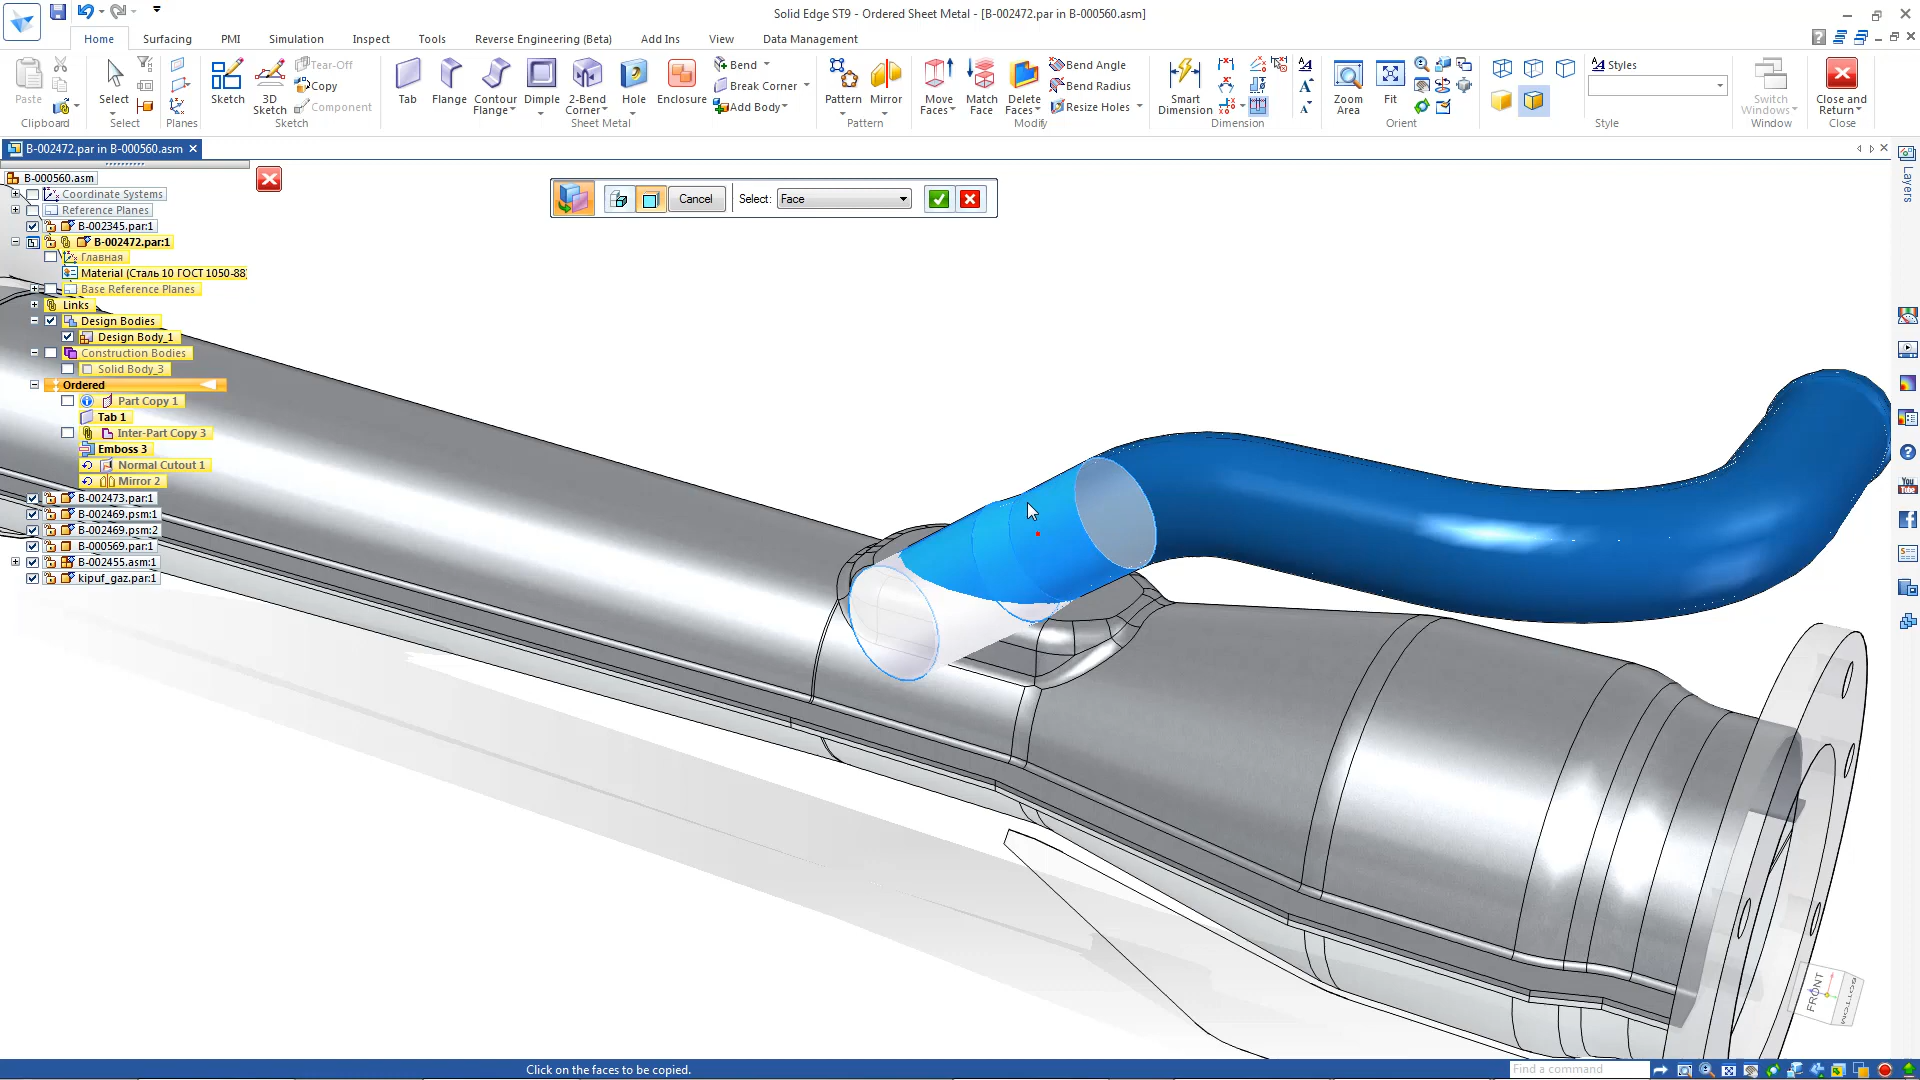 Solid Edge ST9 - Ordered Sheet Metal - [B-002472.par in B-000560.asm]
Home
Surfacing
PMI
Simulation
Inspect
Tools
Reverse Engineering (Beta)
Add Ins
View
Data Management
Paste
Clipboard
Select
Select
Planes
Sketch
3D Sketch
Tear-Off
Copy
Component
Sketch
Tab
Flange
Contour Flange
Dimple
2-Bend Corner
Hole
Enclosure
Bend
Break Corner
Add Body
Sheet Metal
Pattern
Mirror
Pattern
Move Faces
Match Face
Delete Faces
Bend Angle
Bend Radius
Resize Holes
Modify
Smart Dimension
Dimension
Zoom Area
Fit
Orient
Styles
Style
Switch Windows
Window
Close and Return
Close
B-002472.par in B-000560.asm
B-000560.asm
Coordinate Systems
Reference Planes
B-002345.par:1
B-002472.par:1
Главная
Material (Сталь 10 ГОСТ 1050-88)
Base Reference Planes
Links
Design Bodies
Design Body_1
Construction Bodies
Solid Body_3
Ordered
Part Copy 1
Tab 1
Inter-Part Copy 3
Emboss 3
Normal Cutout 1
Mirror 2
B-002473.par:1
B-002469.psm:1
B-002469.psm:2
B-000569.par:1
B-002455.asm:1
kipuf_gaz.par:1
Cancel
Select:
Face
Layers
You Tube
FRONT
BOTTOM
Click on the faces to be copied.
Find a command